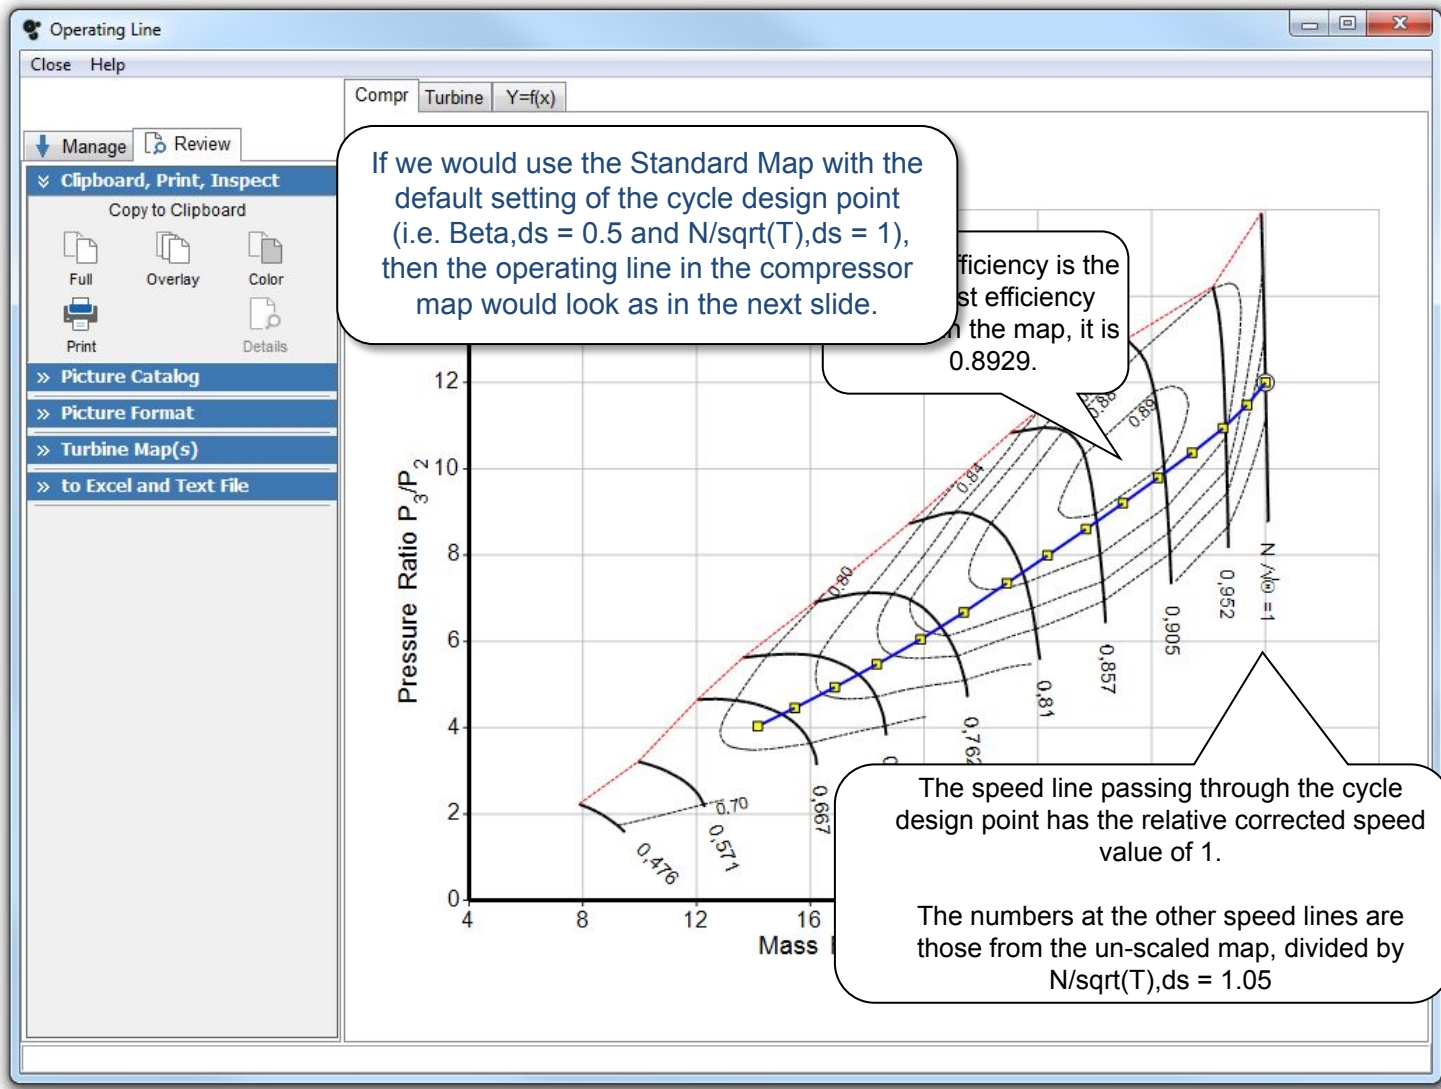 Operating Line
Close Help
Compr Turbine Y=f(x)
Manage Review
Clipboard, Print, Inspect
Copy to Clipboard
Full Overlay Color
Print Details
Picture Catalog
Picture Format
Turbine Map(s)
to Excel and Text File
If we would use the Standard Map with the
default setting of the cycle design point
(i.e. Beta,ds = 0.5 and N/sqrt(T),ds = 1),
then the operating line in the compressor
map would look as in the next slide.
is the
efficiency
the map, it is
0.8929.
Pressure Ratio P3/P2
12
10
8
6
4
2
0
4 8 12 16
Mass
0.70
0.80
0.84
0.88
0.89
0,476
0,571
0,667
0,762
0,81
0,857
0,905
0,952
N /√Θ =1
The speed line passing through the cycle
design point has the relative corrected speed
value of 1.
The numbers at the other speed lines are
those from the un-scaled map, divided by
N/sqrt(T),ds = 1.05